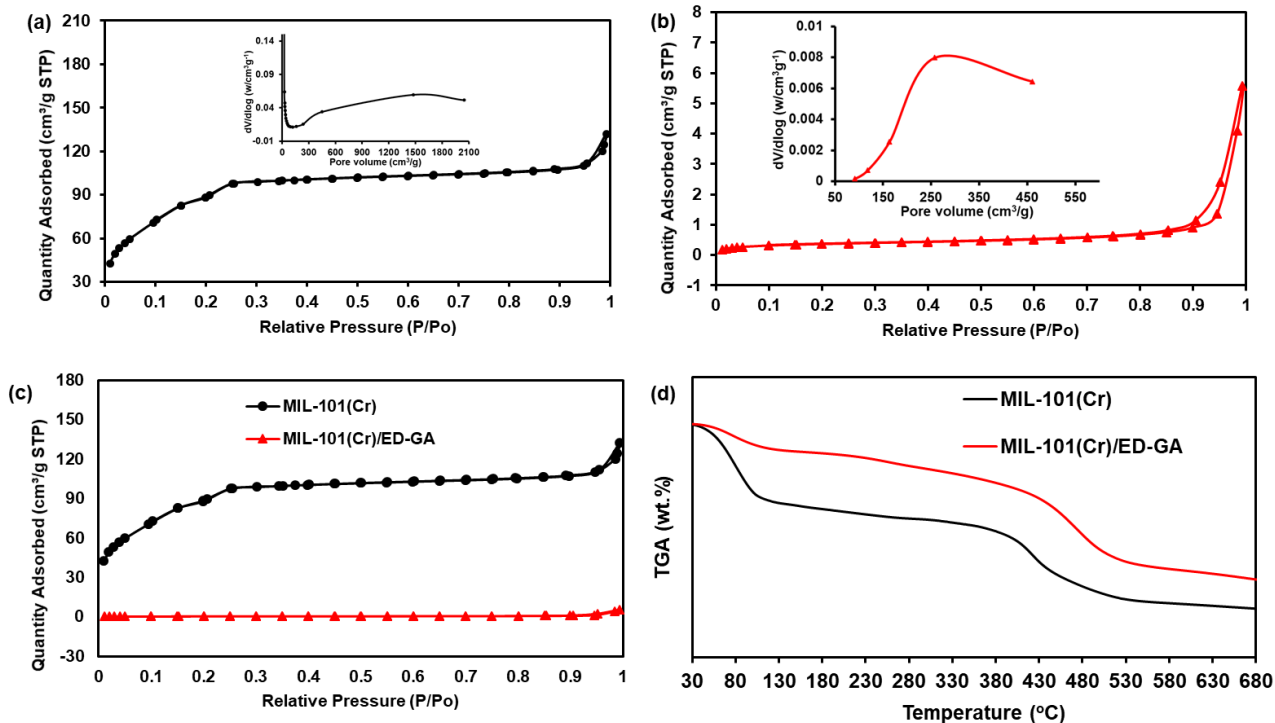 (a)
Quantity Adsorbed (cm³/g STP)
210
180
150
120
90
60
30
0 0.1 0.2 0.3 0.4 0.5 0.6 0.7 0.8 0.9 1
Relative Pressure (P/Po)
dV/dlog (w/cm³g⁻¹)
0.14
0.09
0.04
-0.01
0 300 600 900 1200 1500 1800 2100
Pore volume (cm³/g)
(b)
Quantity Adsorbed (cm³/g STP)
8
7
6
5
4
3
2
1
0
-1
0 0.1 0.2 0.3 0.4 0.5 0.6 0.7 0.8 0.9 1
Relative Pressure (P/Po)
dV/dlog (w/cm³g⁻¹)
0.01
0.008
0.006
0.004
0.002
0
50 150 250 350 450 550
Pore volume (cm³/g)
(c)
Quantity Adsorbed (cm³/g STP)
180
150
120
90
60
30
0
-30
0 0.1 0.2 0.3 0.4 0.5 0.6 0.7 0.8 0.9 1
Relative Pressure (P/Po)
MIL-101(Cr)
MIL-101(Cr)/ED-GA
(d)
TGA (wt.%)
MIL-101(Cr)
MIL-101(Cr)/ED-GA
30 80 130 180 230 280 330 380 430 480 530 580 630 680
Temperature (°C)